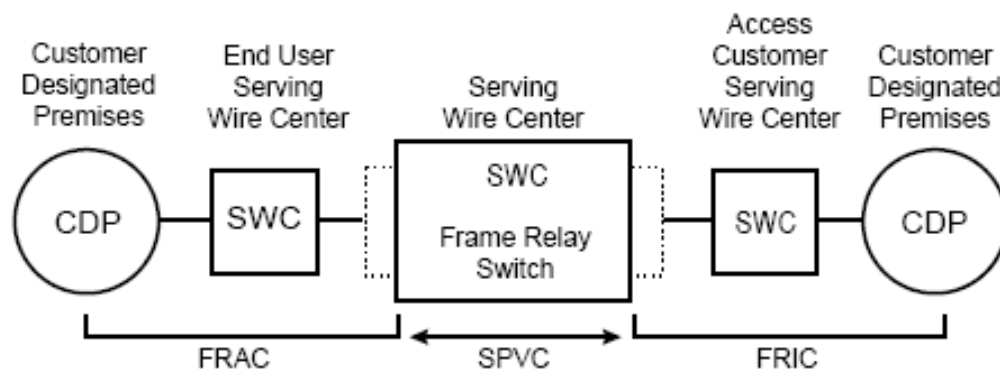 Customer
Designated
Premises
End User
Serving
Wire Center
Serving
Wire Center
Access
Customer
Serving
Wire Center
Customer
Designated
Premises
CDP
SWC
SWC
Frame Relay
Switch
SWC
CDP
FRAC
SPVC
FRIC